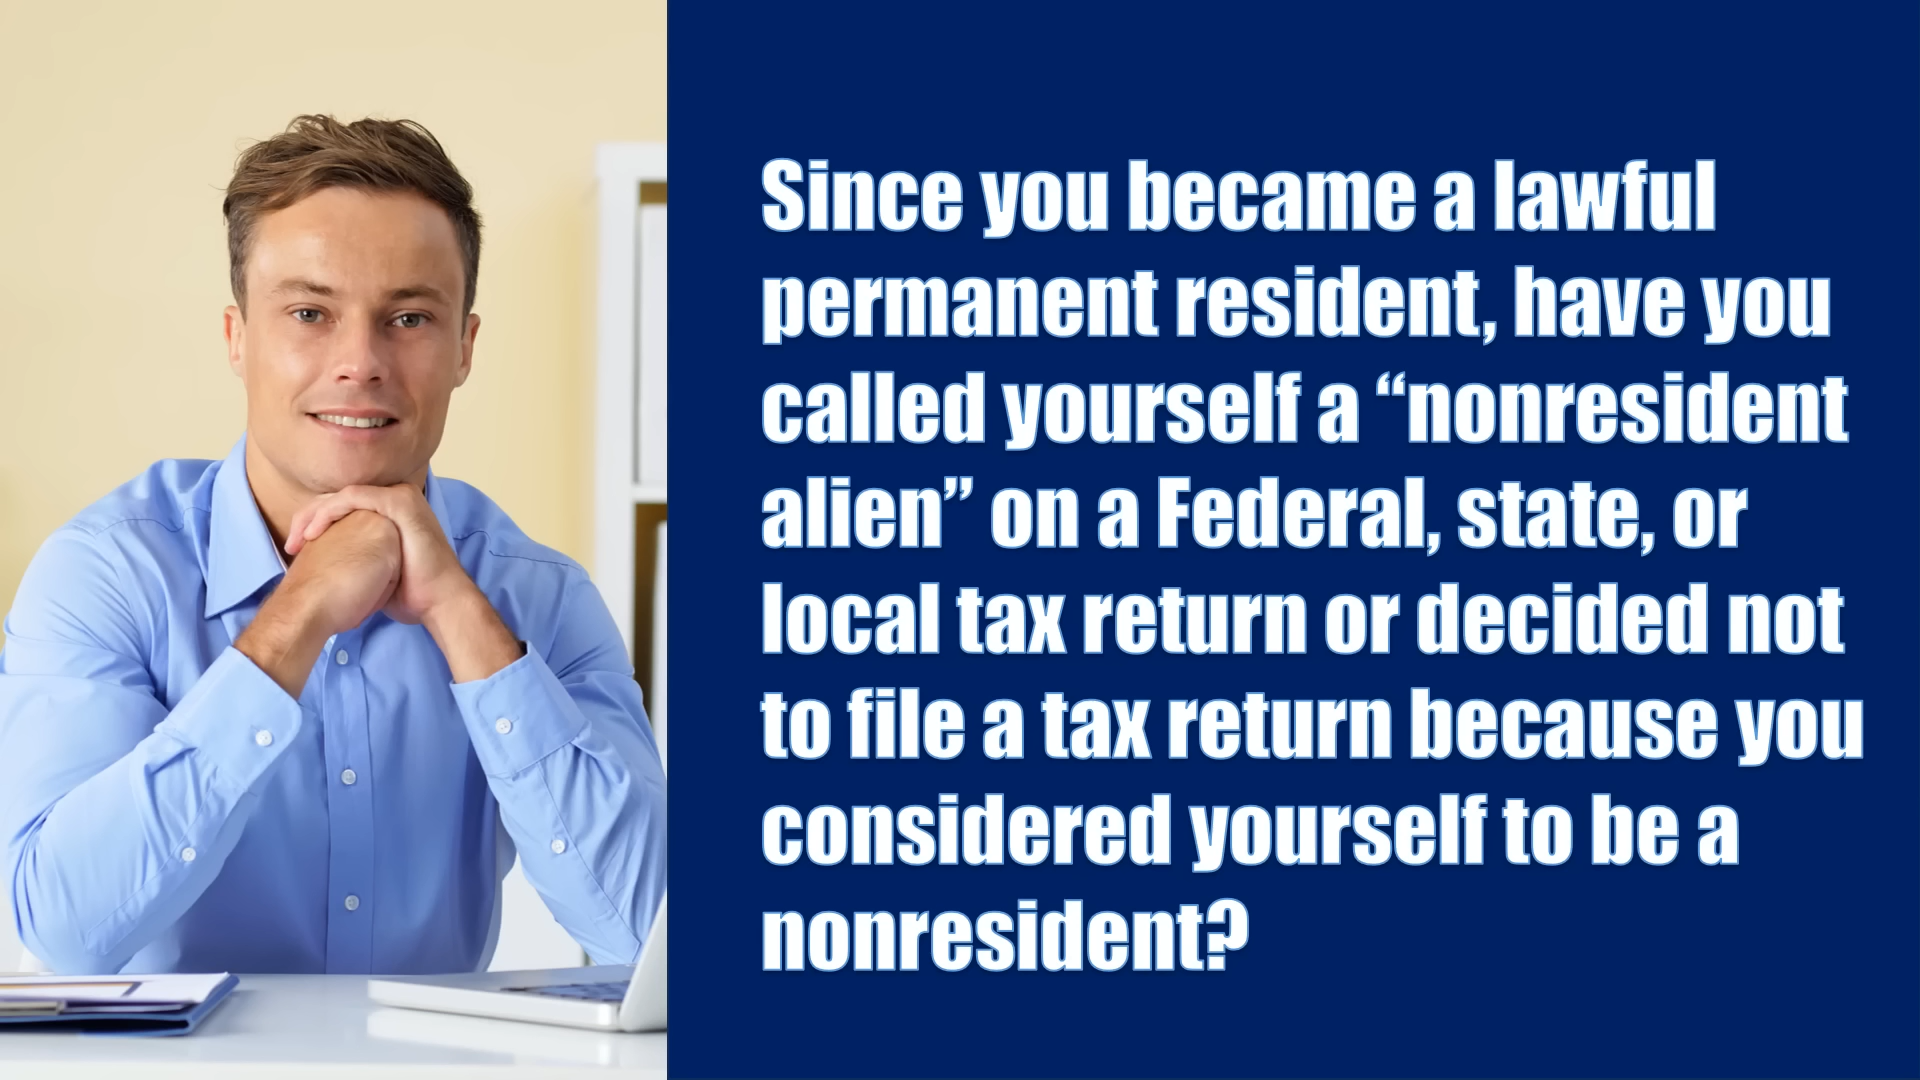 Since you became a lawful
permanent resident, have you
called yourself a “nonresident
alien” on a Federal, state, or
local tax return or decided not
to file a tax return because you
considered yourself to be a
nonresident?